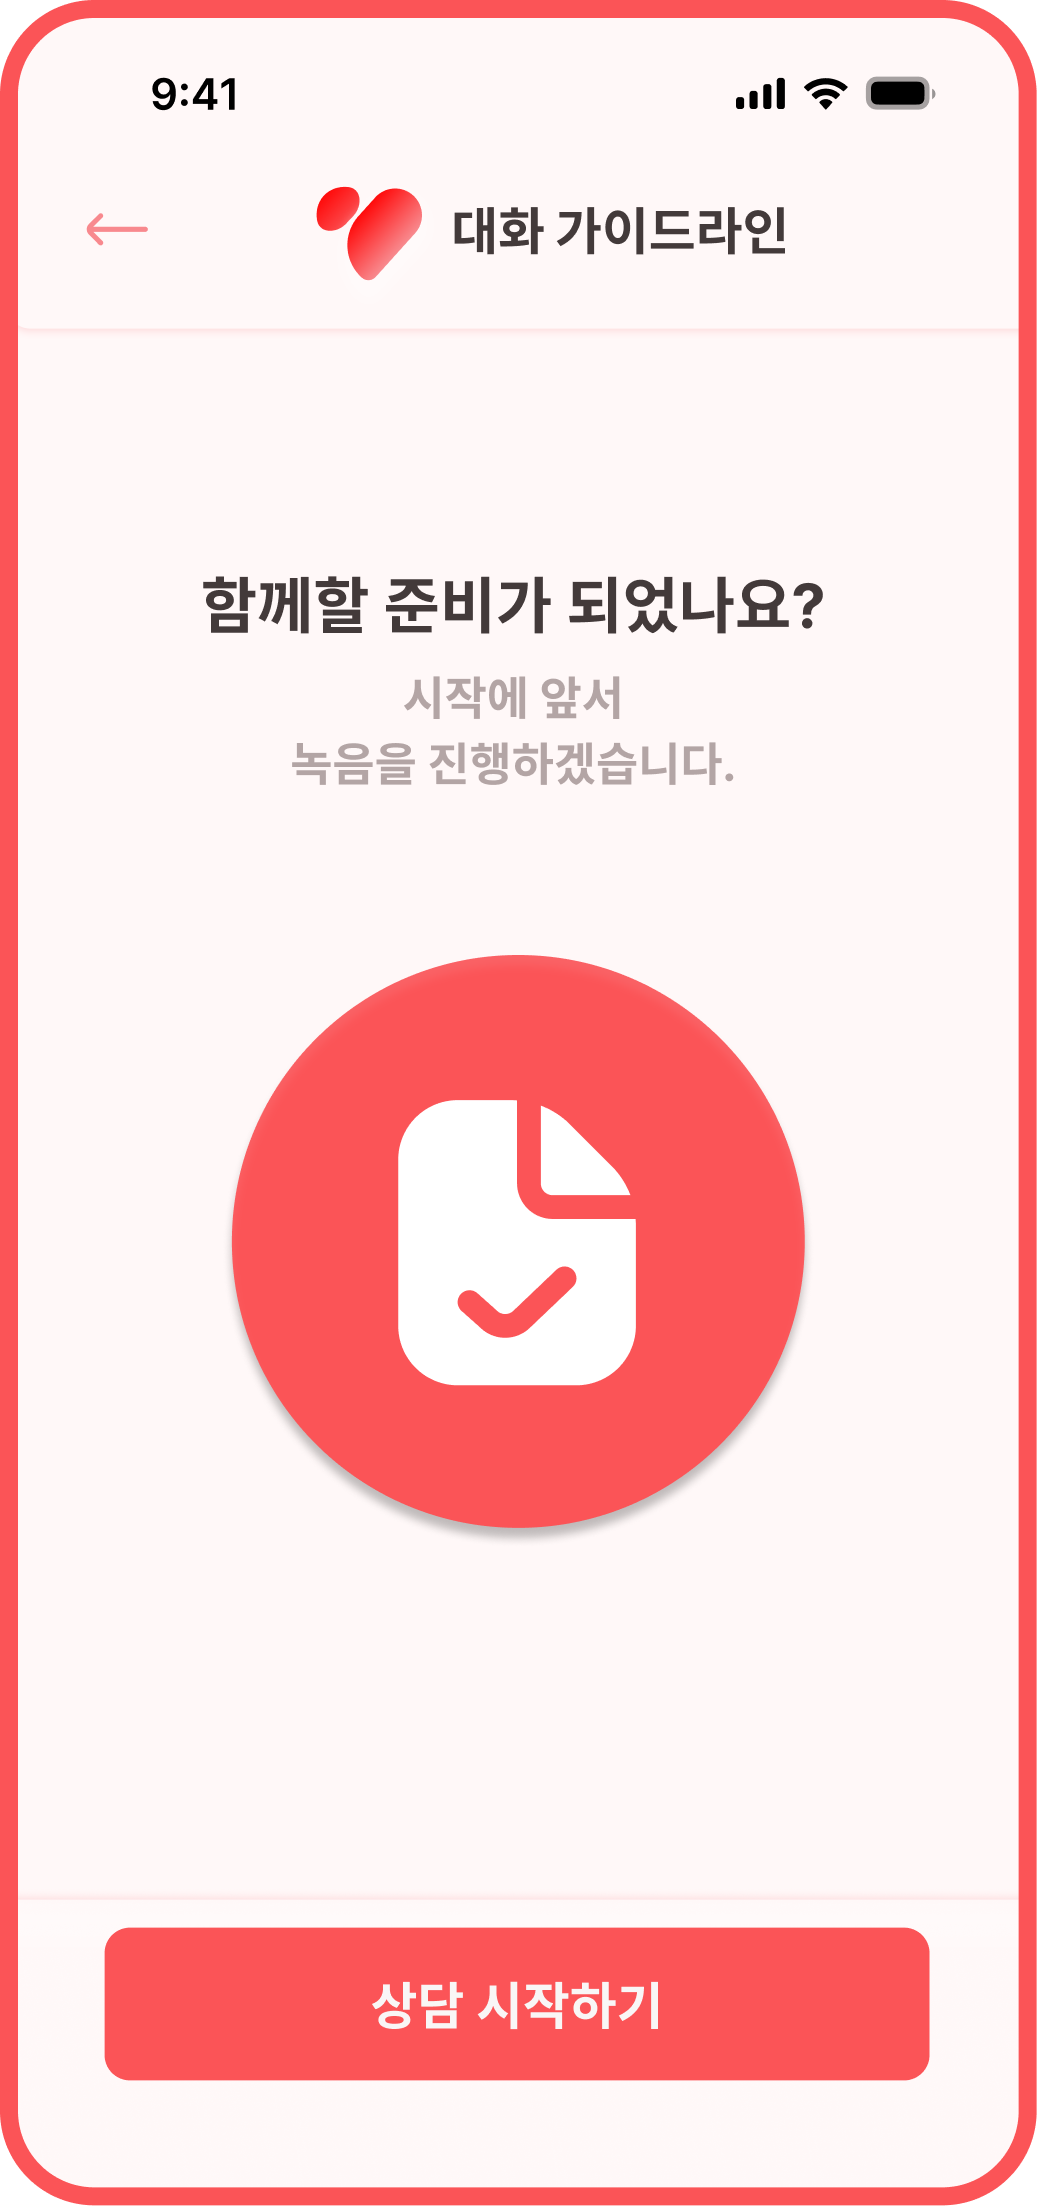 9:41
대화 가이드라인
함께할 준비가 되었나요?
시작에 앞서
녹음을 진행하겠습니다.
상담 시작하기